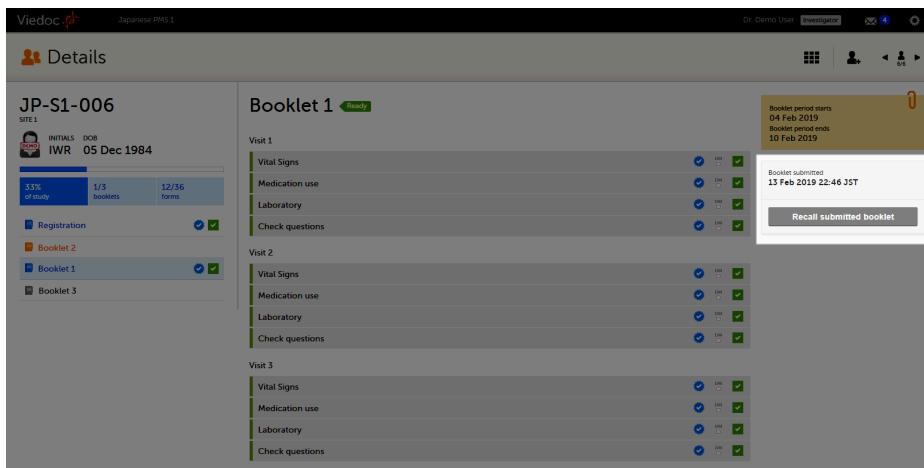 Viedoc
Japanese PMS 1
Dr. Demo User Investigator 4
Details
6/6
JP-S1-006
SITE 1
DEMO
INITIALS DOB
IWR 05 Dec 1984
33% 1/3 12/36
of study booklets forms
Registration
Booklet 2
Booklet 1
Booklet 3
Booklet 1 Ready
Visit 1
Vital Signs
Medication use
Laboratory
Check questions
Visit 2
Vital Signs
Medication use
Laboratory
Check questions
Visit 3
Vital Signs
Medication use
Laboratory
Check questions
Booklet period starts
04 Feb 2019
Booklet period ends
10 Feb 2019
Booklet submitted
13 Feb 2019 22:46 JST
Recall submitted booklet